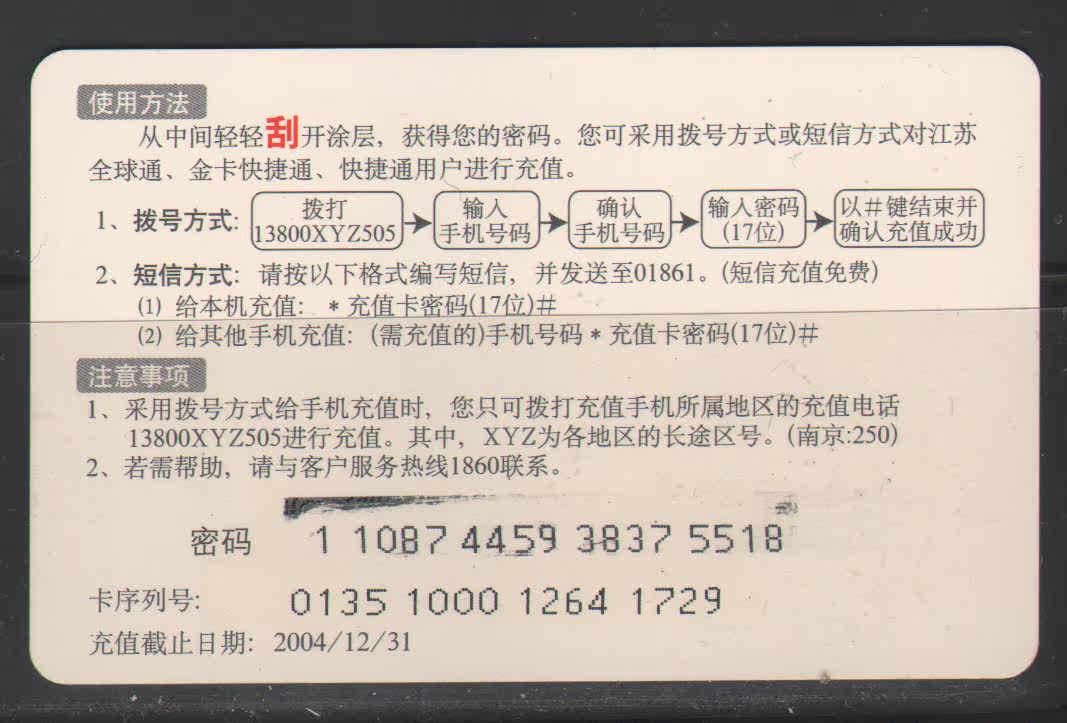 使用方法
从中间轻轻刮开涂层，获得您的密码。您可采用拨号方式或短信方式对江苏
全球通、金卡快捷通、快捷通用户进行充值。
1、拨号方式: 拨打 13800XYZ505 输入 手机号码 确认 手机号码 输入密码 (17位) 以#键结束并 确认充值成功
2、短信方式: 请按以下格式编写短信，并发送至01861。(短信充值免费)
(1) 给本机充值: *充值卡密码(17位)#
(2) 给其他手机充值: (需充值的)手机号码*充值卡密码(17位)#
注意事项
1、采用拨号方式给手机充值时，您只可拨打充值手机所属地区的充值电话
13800XYZ505进行充值。其中，XYZ为各地区的长途区号。(南京:250)
2、若需帮助，请与客户服务热线1860联系。
密码 1 1087 4459 3837 5518
卡序列号: 0135 1000 1264 1729
充值截止日期: 2004/12/31